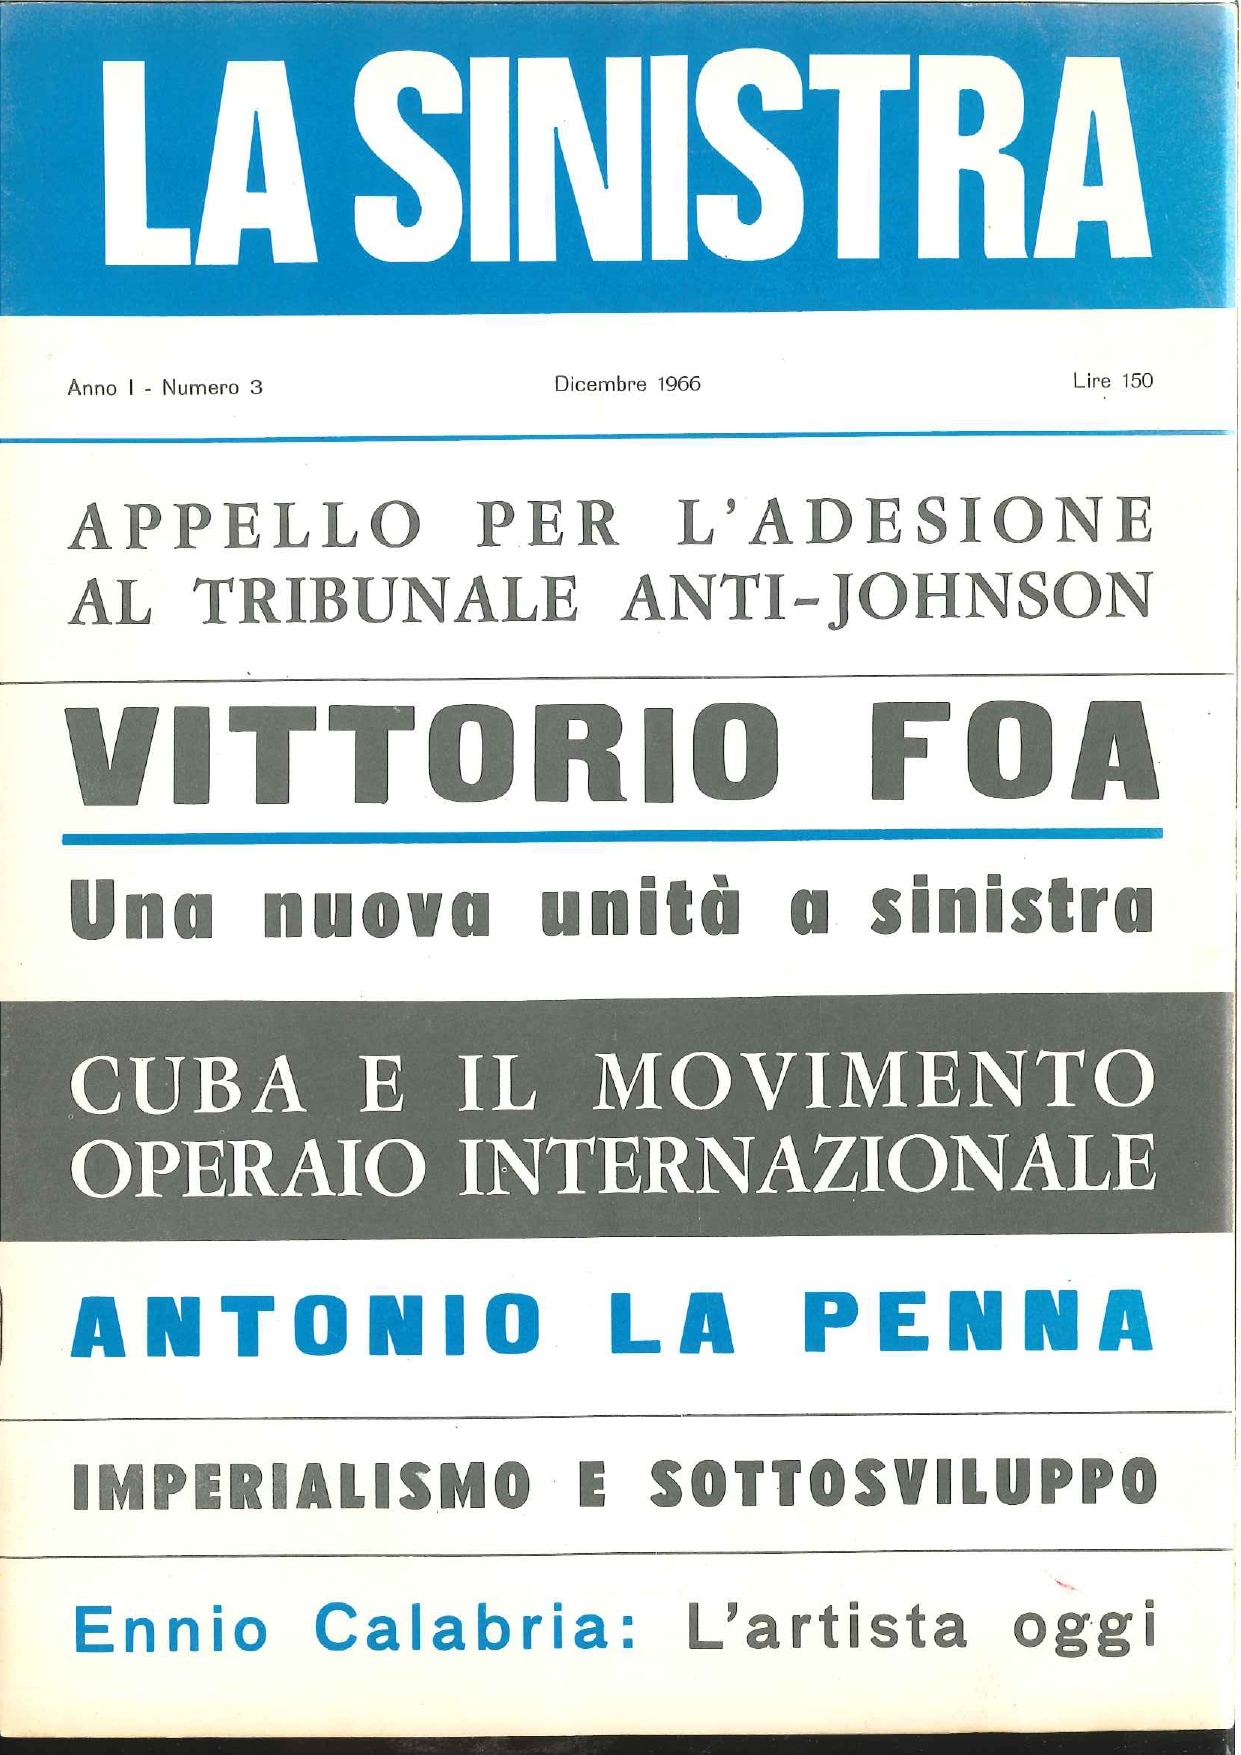 LA SINISTRA
Anno I - Numero 3
Dicembre 1966
Lire 150
APPELLO PER L'ADESIONE
AL TRIBUNALE ANTI-JOHNSON
VITTORIO FOA
Una nuova unità a sinistra
CUBA E IL MOVIMENTO
OPERAIO INTERNAZIONALE
ANTONIO LA PENNA
IMPERIALISMO E SOTTOSVILUPPO
Ennio Calabria: L'artista oggi